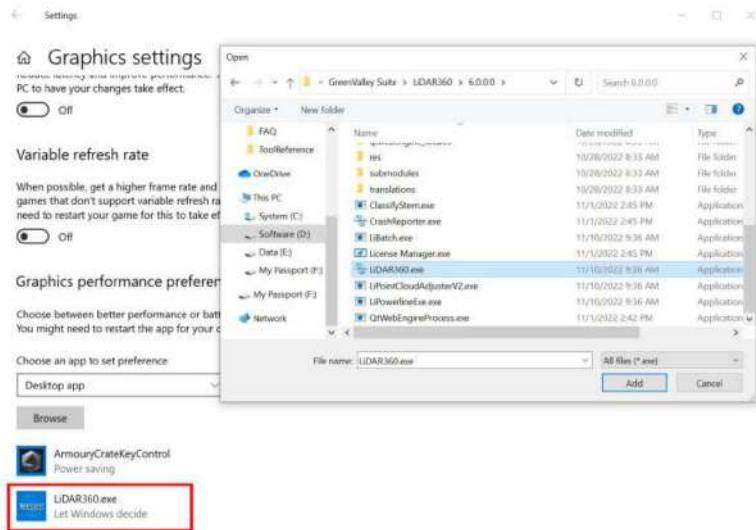 Settings
Graphics settings
PC to have your changes take effect.
Off
Variable refresh rate
When possible, get a higher frame rate and
games that don't support variable refresh ra
need to restart your game for this to take ef
Off
Graphics performance preferen
Choose between better performance or batt
You might need to restart the app for your c
Choose an app to set preference
Desktop app
Browse
ArmouryCrateKeyControl
Power saving
LiDAR360.exe
Let Windows decide
Open
GreenValley Suite > LiDAR360 > 6.0.0.0 >
Search 6.0.0.0
Organize
New folder
FAQ
ToolReference
OneDrive
This PC
System (C:)
Software (D:)
Data (E:)
My Passport (F:)
My Passport (F:)
Network
Name Date modified Type
res 10/28/2022 8:33 AM File folder
submodules 10/28/2022 8:33 AM File folder
translations 10/28/2022 8:33 AM File folder
ClassifyStem.exe 11/1/2022 2:45 PM Application
CrashReporter.exe 11/1/2022 2:45 PM Application
LiBatch.exe 11/10/2022 9:36 AM Application
License Manager.exe 11/1/2022 2:45 PM Application
LiDAR360.exe 11/10/2022 9:36 AM Application
LiPointCloudAdjusterV2.exe 11/10/2022 9:36 AM Application
LiPowerlineExe.exe 11/10/2022 9:36 AM Application
QtWebEngineProcess.exe 11/1/2022 2:42 PM Application
File name: LiDAR360.exe
All files (*.exe)
Add
Cancel